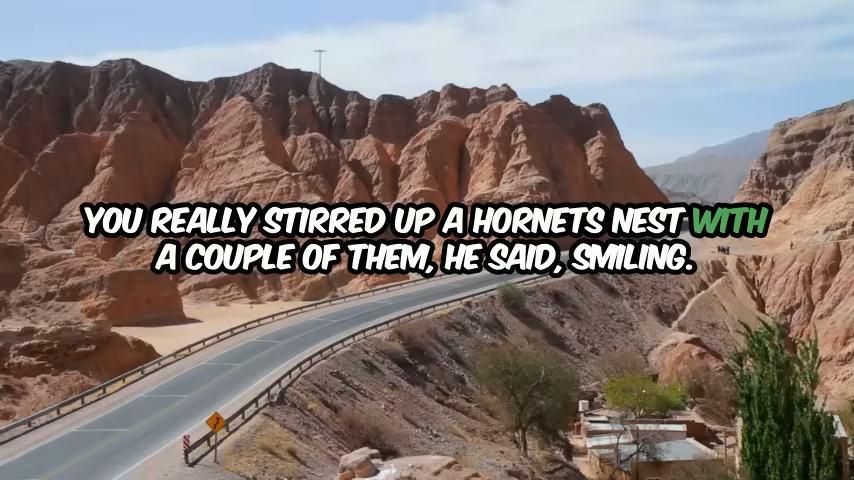 YOU REALLY STIRRED UP A HORNETS NEST WITH
A COUPLE OF THEM, HE SAID, SMILING.